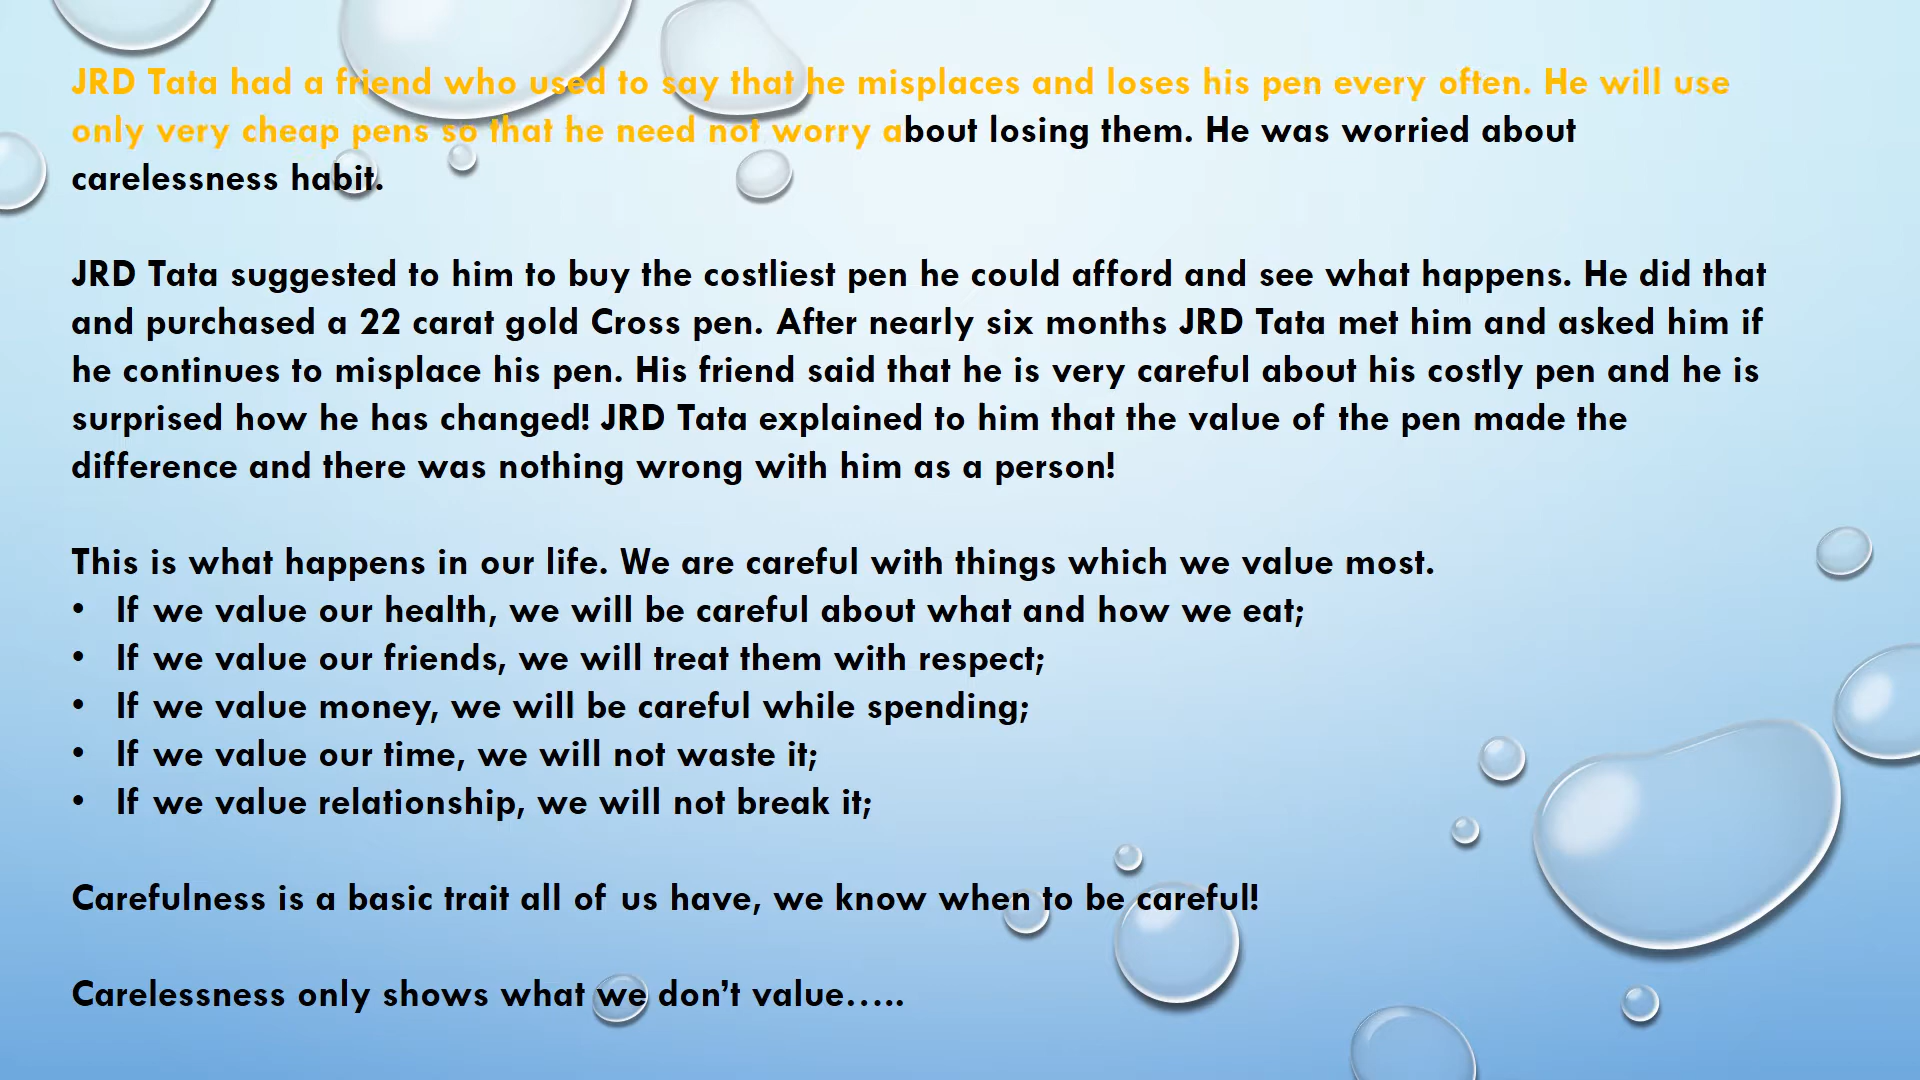 JRD Tata had a friend who used to say that he misplaces and loses his pen every often. He will use
only very cheap pens so that he need not worry about losing them. He was worried about
carelessness habit.
JRD Tata suggested to him to buy the costliest pen he could afford and see what happens. He did that
and purchased a 22 carat gold Cross pen. After nearly six months JRD Tata met him and asked him if
he continues to misplace his pen. His friend said that he is very careful about his costly pen and he is
surprised how he has changed! JRD Tata explained to him that the value of the pen made the
difference and there was nothing wrong with him as a person!
This is what happens in our life. We are careful with things which we value most.
• If we value our health, we will be careful about what and how we eat;
• If we value our friends, we will treat them with respect;
• If we value money, we will be careful while spending;
• If we value our time, we will not waste it;
• If we value relationship, we will not break it;
Carefulness is a basic trait all of us have, we know when to be careful!
Carelessness only shows what we don’t value…..